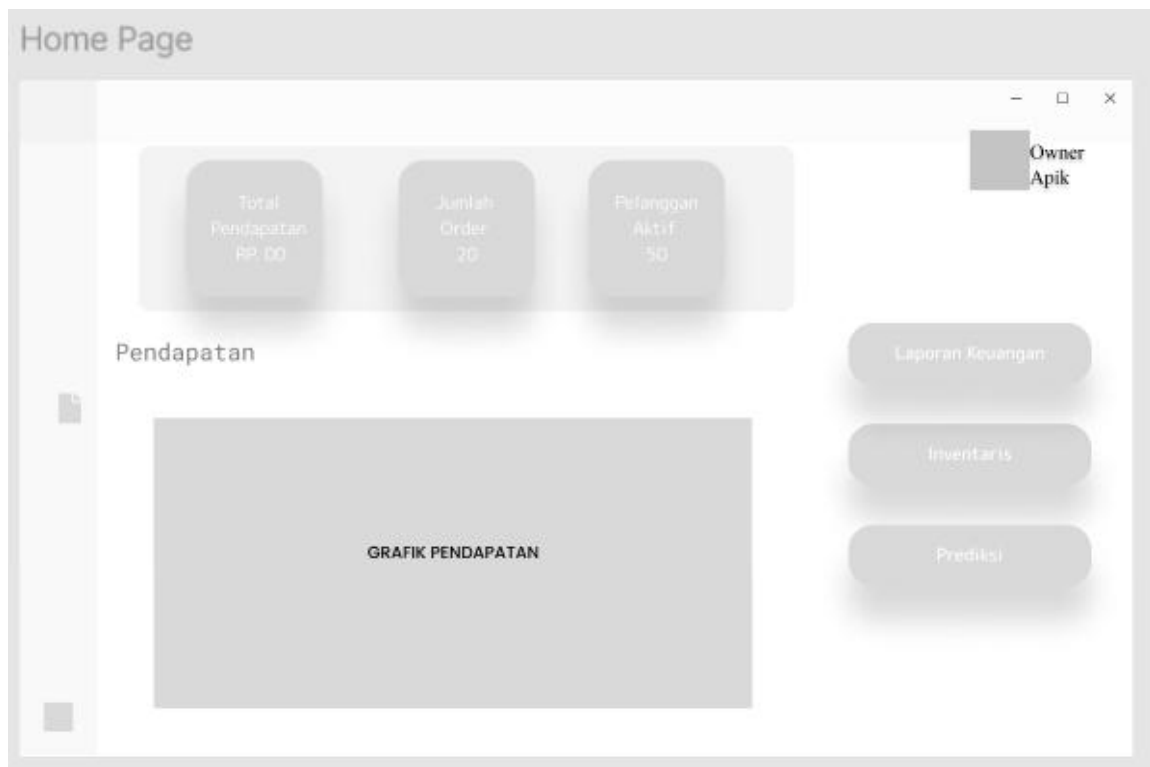 Home Page
Owner
Apik
Total
Pendapatan
RP. 00
Jumlah
Order
20
Pelanggan
Aktif
50
Pendapatan
Laporan Keuangan
Inventaris
GRAFIK PENDAPATAN
Prediksi